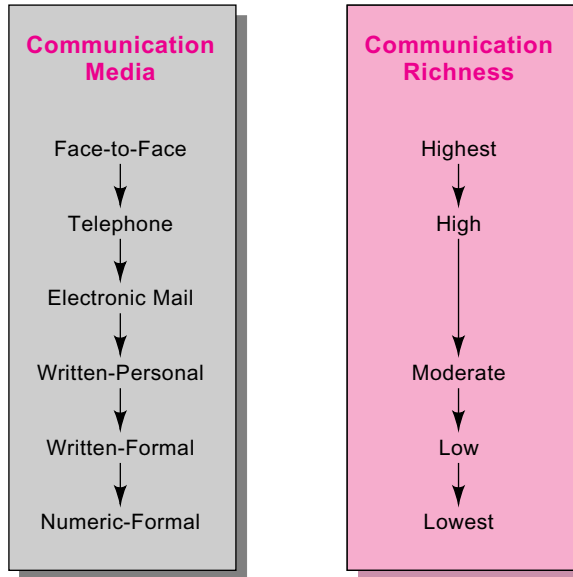 Communication
Media
Face-to-Face
Telephone
Electronic Mail
Written-Personal
Written-Formal
Numeric-Formal
Communication
Richness
Highest
High
Moderate
Low
Lowest